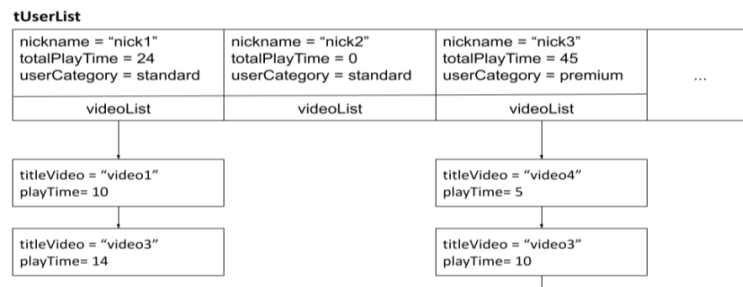 tUserList
nickname = “nick1”
totalPlayTime = 24
userCategory = standard
videoList
nickname = “nick2”
totalPlayTime = 0
userCategory = standard
videoList
nickname = “nick3”
totalPlayTime = 45
userCategory = premium
videoList
...
titleVideo = “video1”
playTime= 10
titleVideo = “video4”
playTime= 5
titleVideo = “video3”
playTime= 14
titleVideo = “video3”
playTime= 10